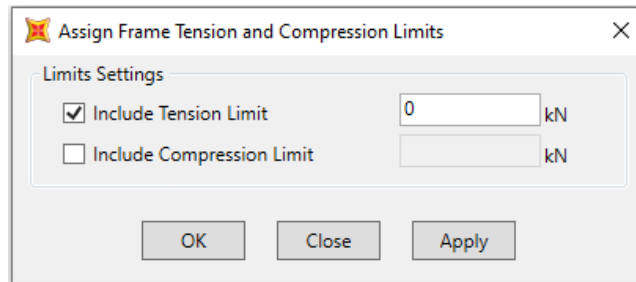 Assign Frame Tension and Compression Limits
Limits Settings
Include Tension Limit 0 kN
Include Compression Limit kN
OK Close Apply